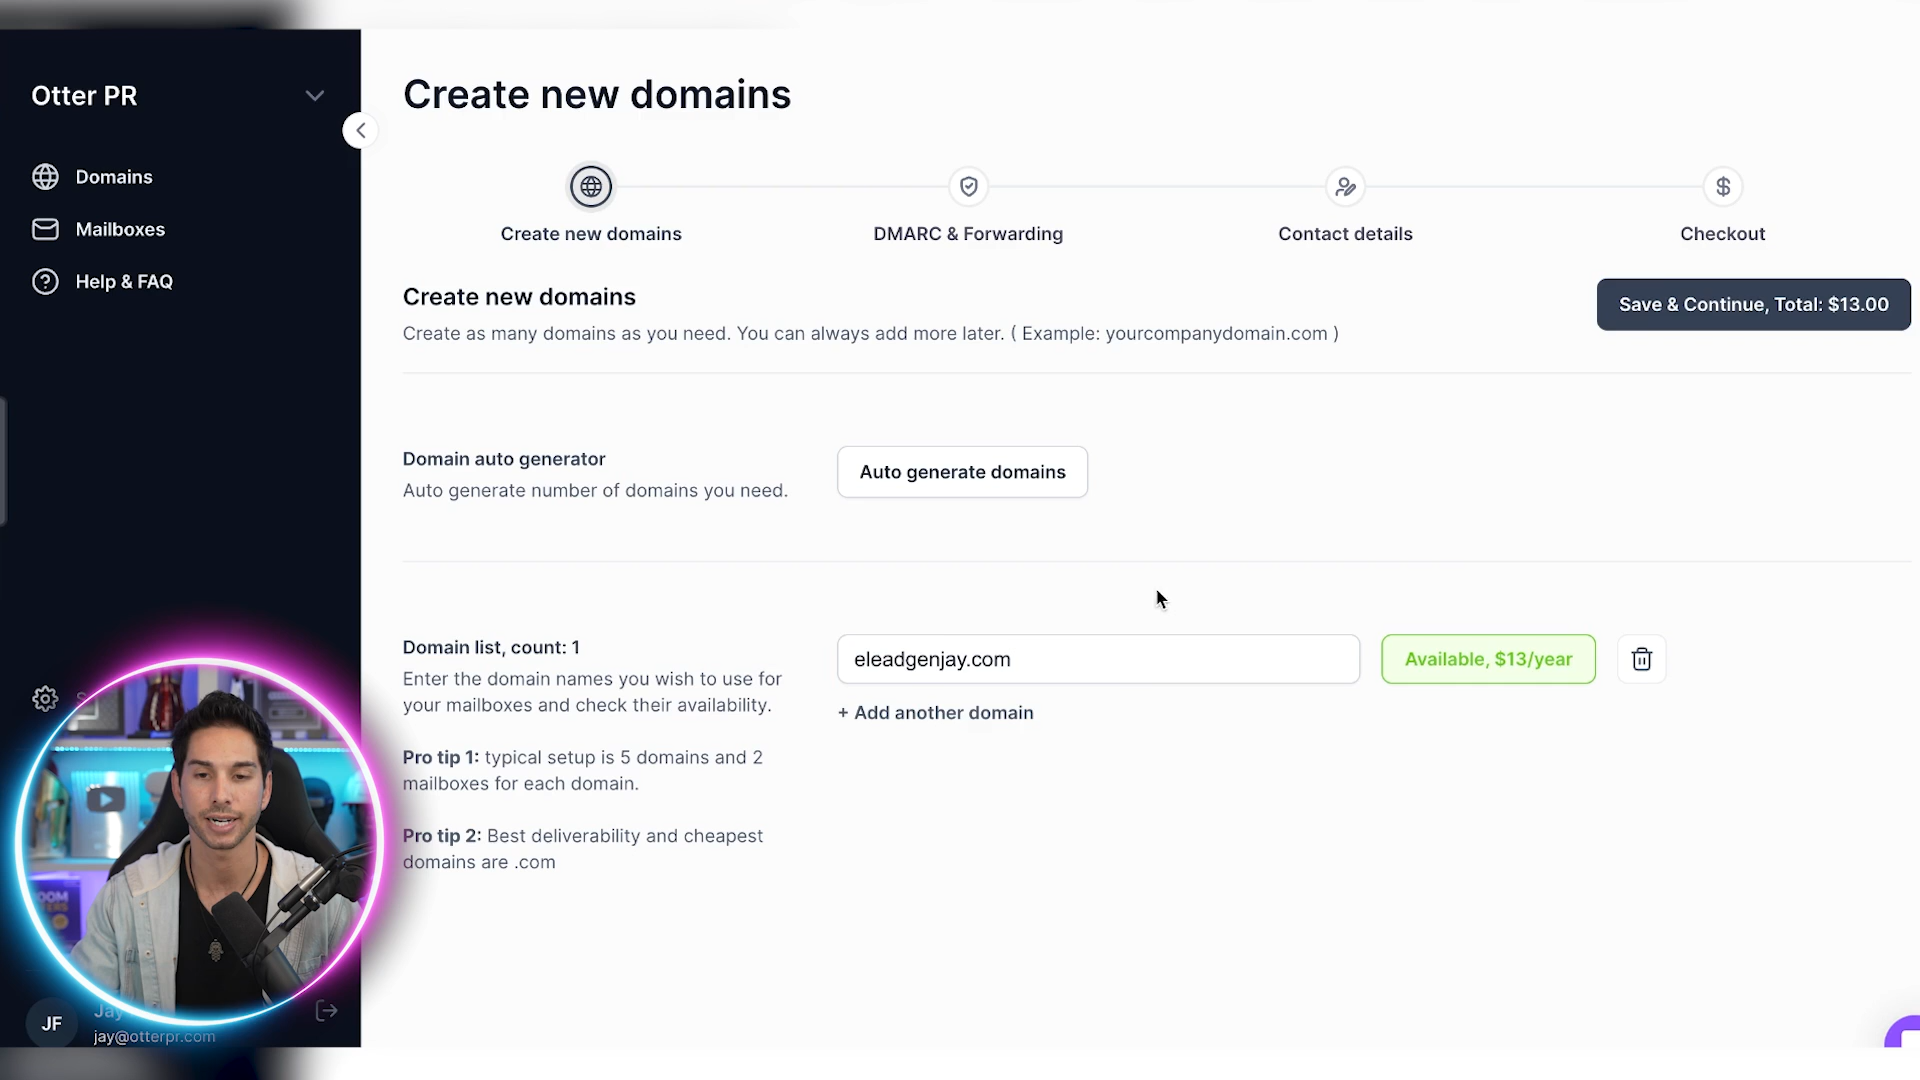 Otter PR
Domains
Mailboxes
Help & FAQ
Create new domains
Create new domains
DMARC & Forwarding
Contact details
Checkout
Create new domains
Create as many domains as you need. You can always add more later. ( Example: yourcompanydomain.com )
Save & Continue, Total: $13.00
Domain auto generator
Auto generate number of domains you need.
Auto generate domains
Domain list, count: 1
Enter the domain names you wish to use for
your mailboxes and check their availability.
Pro tip 1: typical setup is 5 domains and 2
mailboxes for each domain.
Pro tip 2: Best deliverability and cheapest
domains are .com
eleadgenjay.com
Available, $13/year
+ Add another domain
JF
Jay
jay@otterpr.com